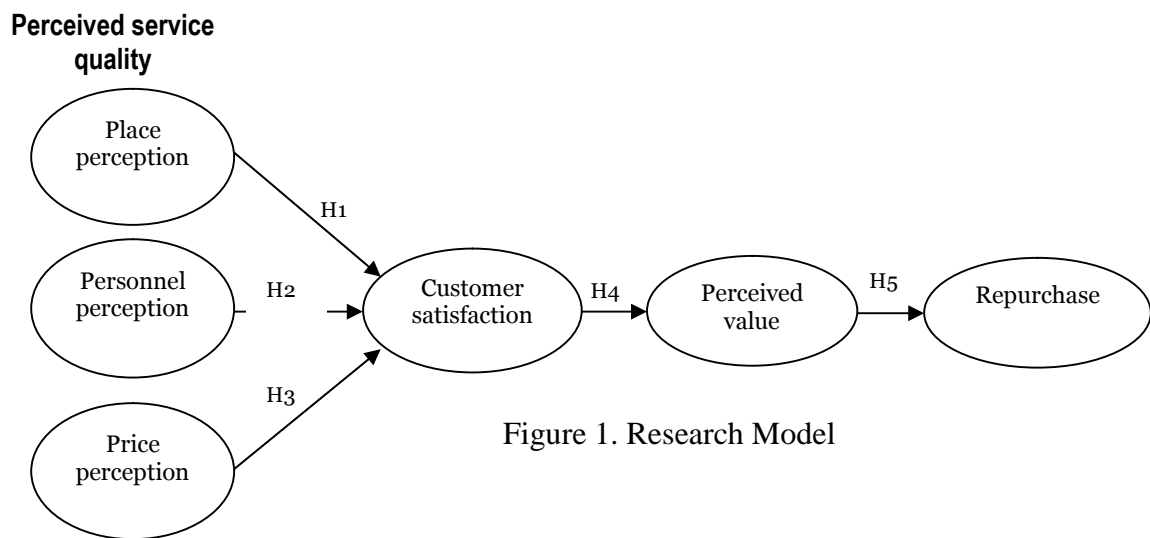 Perceived service
quality
Place
perception
H1
Personnel
perception
H2
Customer
satisfaction
H4
Perceived
value
H5
Repurchase
H3
Price
perception
Figure 1. Research Model